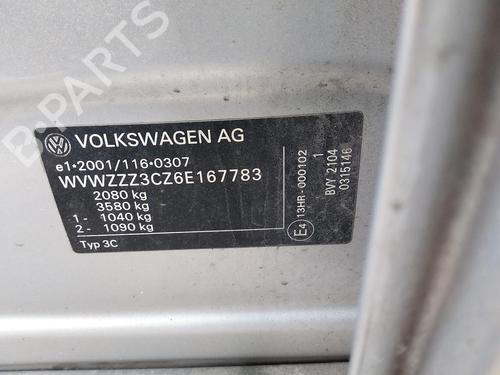 B-PARTS
VOLKSWAGEN AG
e1*2001/116*0307
WVWZZZ3CZ6E167783
2080 kg
3580 kg
1 - 1040 kg
2 - 1090 kg
Typ 3C
E4 13HR-000102
1
BVY 2104
0315146